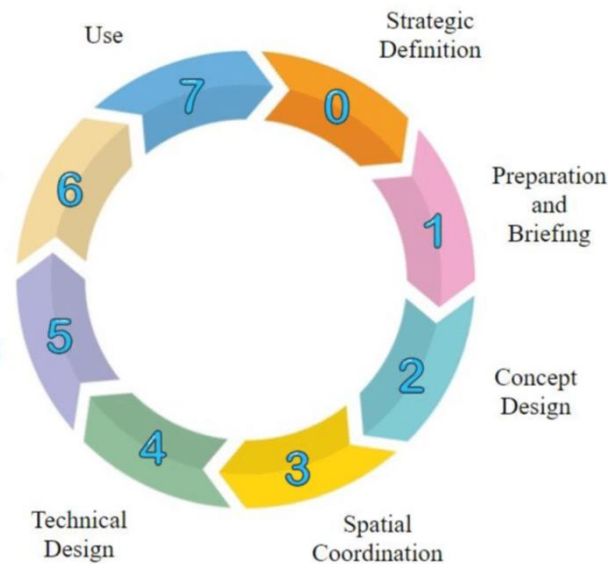 Use
Strategic
Definition
7
0
6
Preparation
and
Briefing
1
5
2
Concept
Design
4
3
Technical
Design
Spatial
Coordination